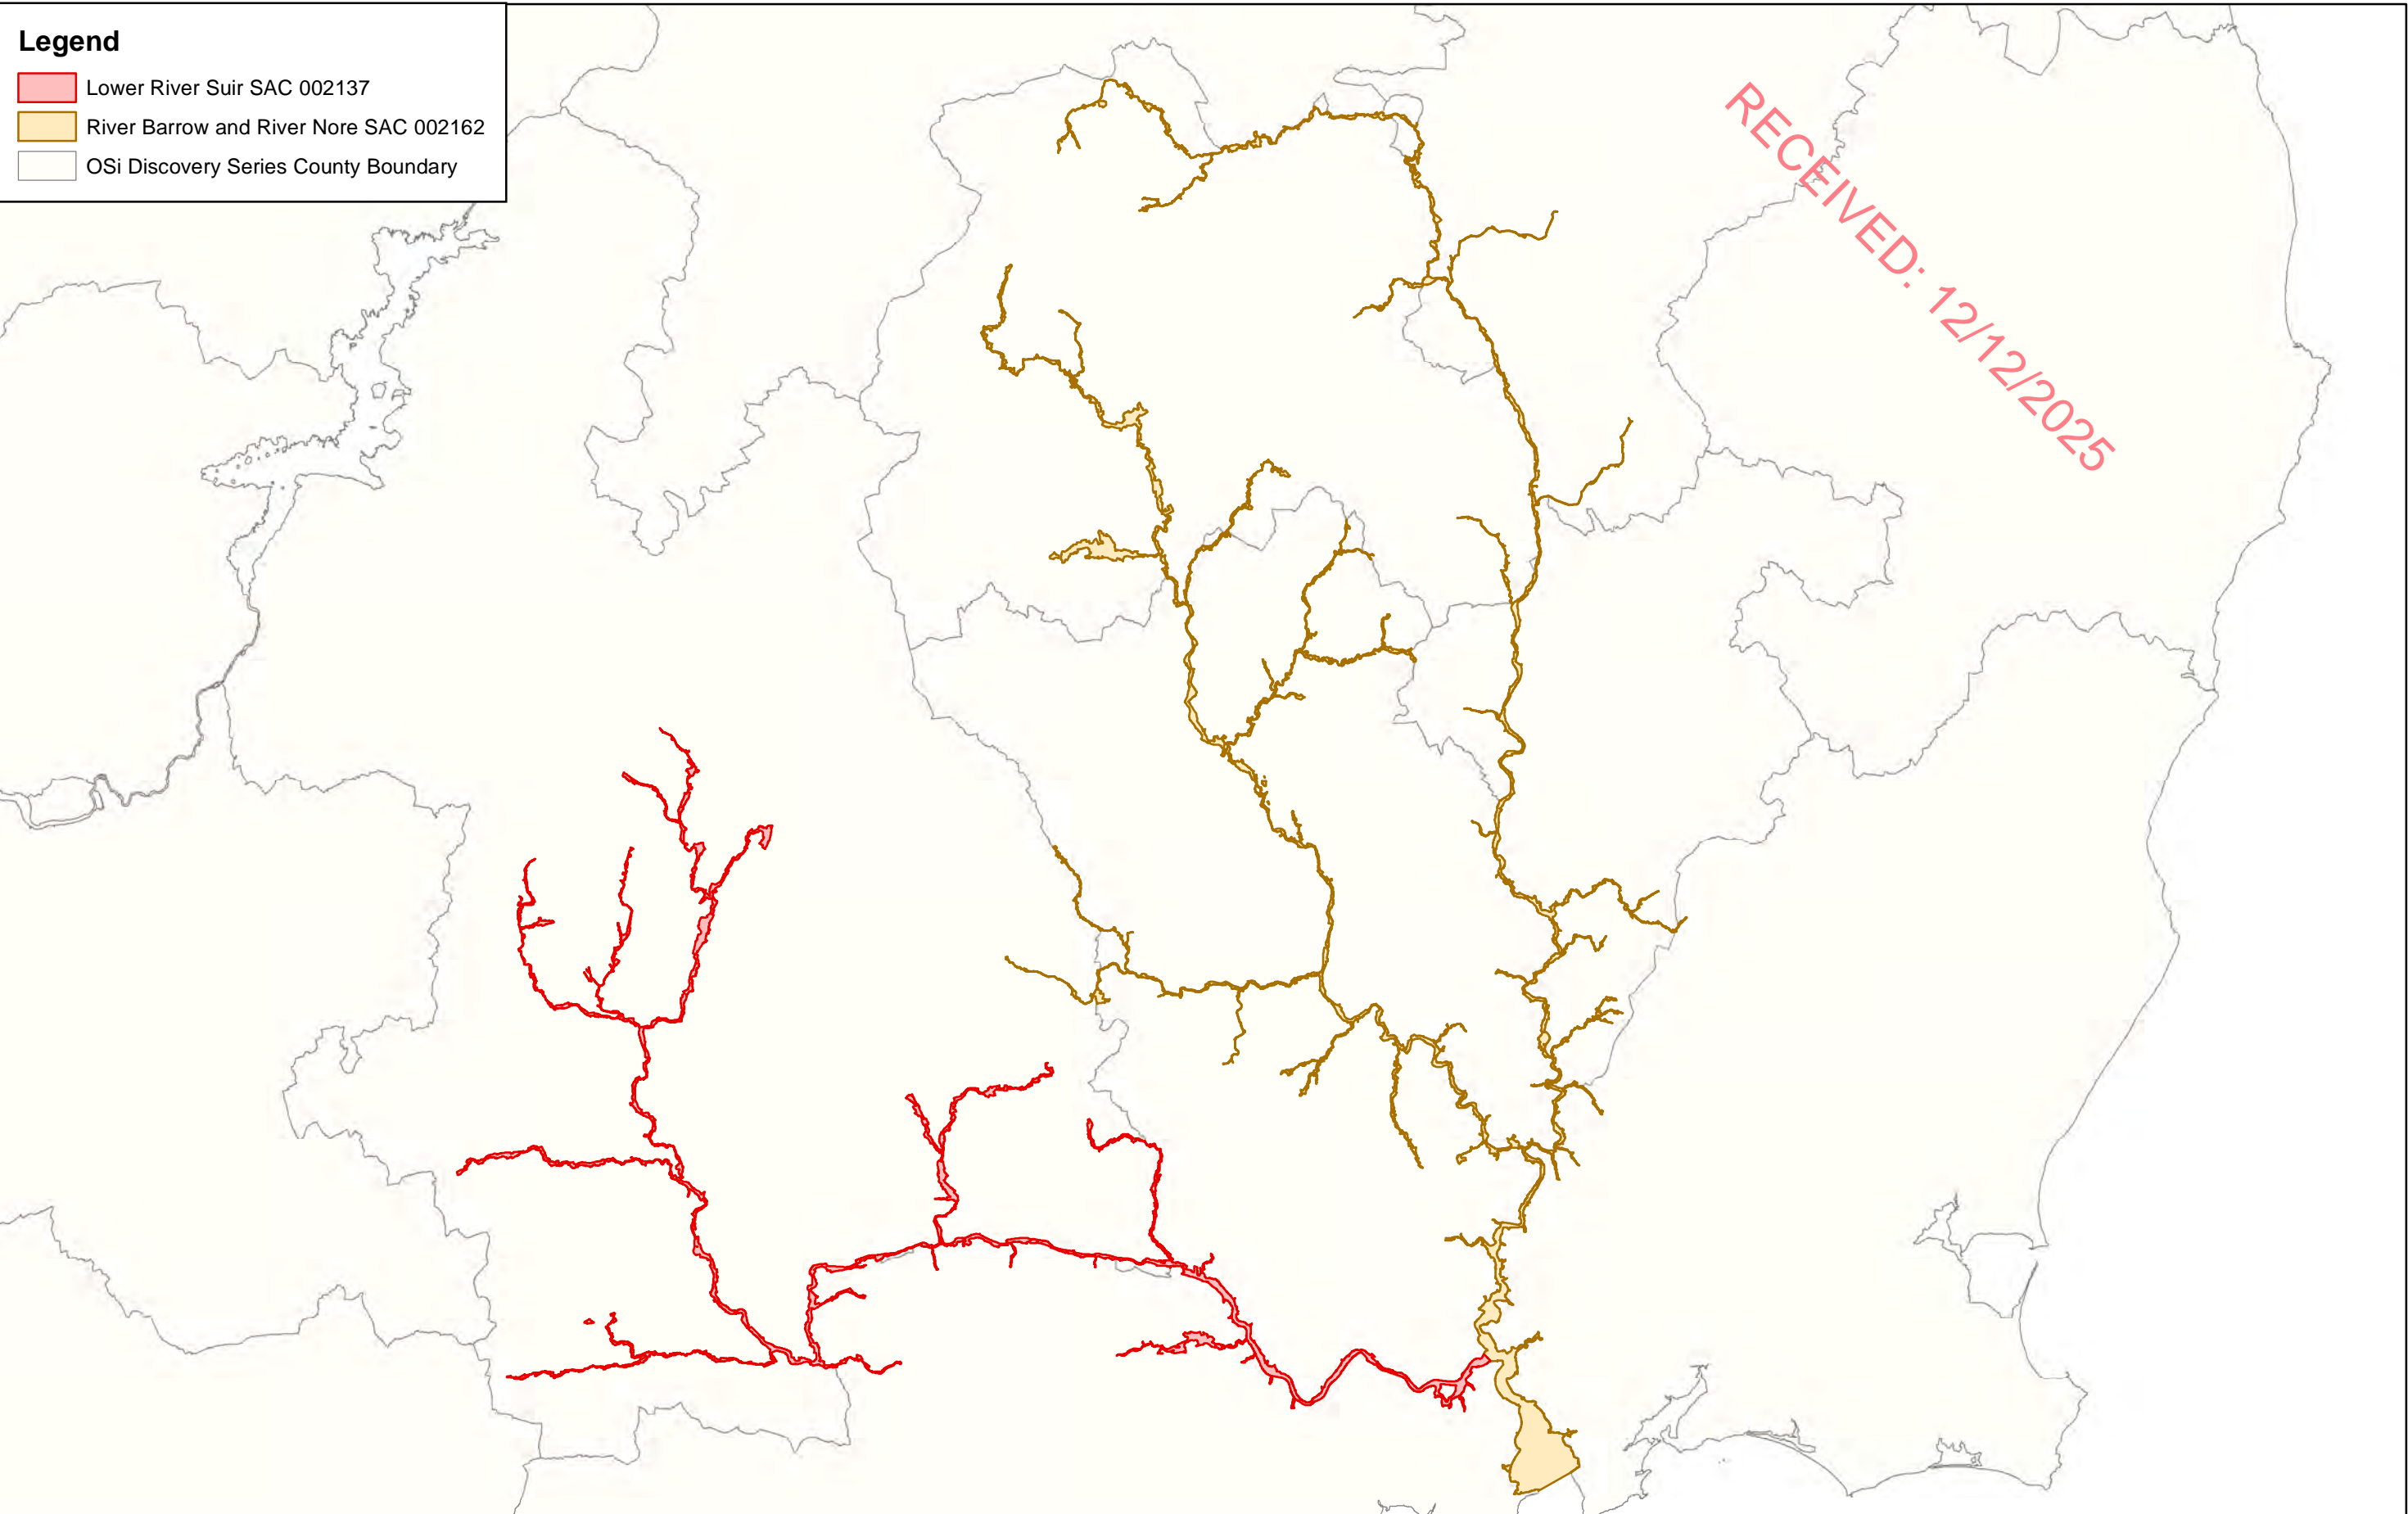 Legend
Lower River Suir SAC 002137
River Barrow and River Nore SAC 002162
OSi Discovery Series County Boundary
RECEIVED: 12/12/2025